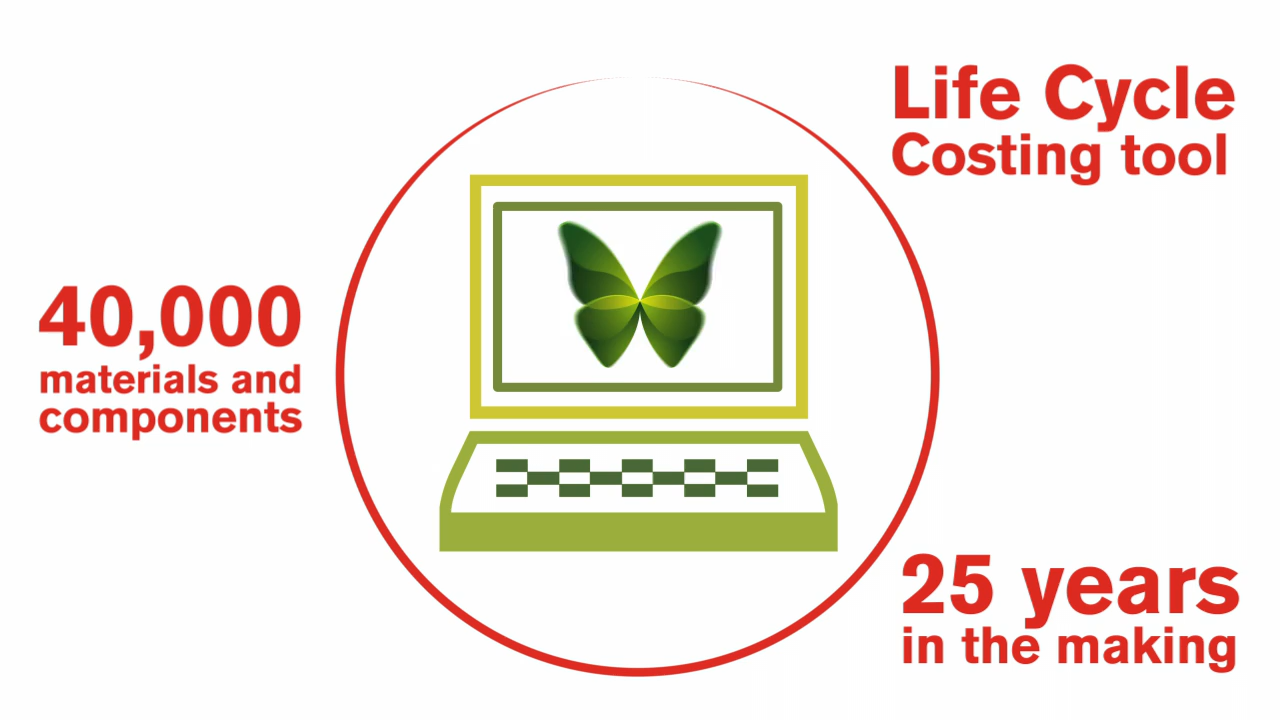 Life Cycle
Costing tool
40,000
materials and
components
25 years
in the making